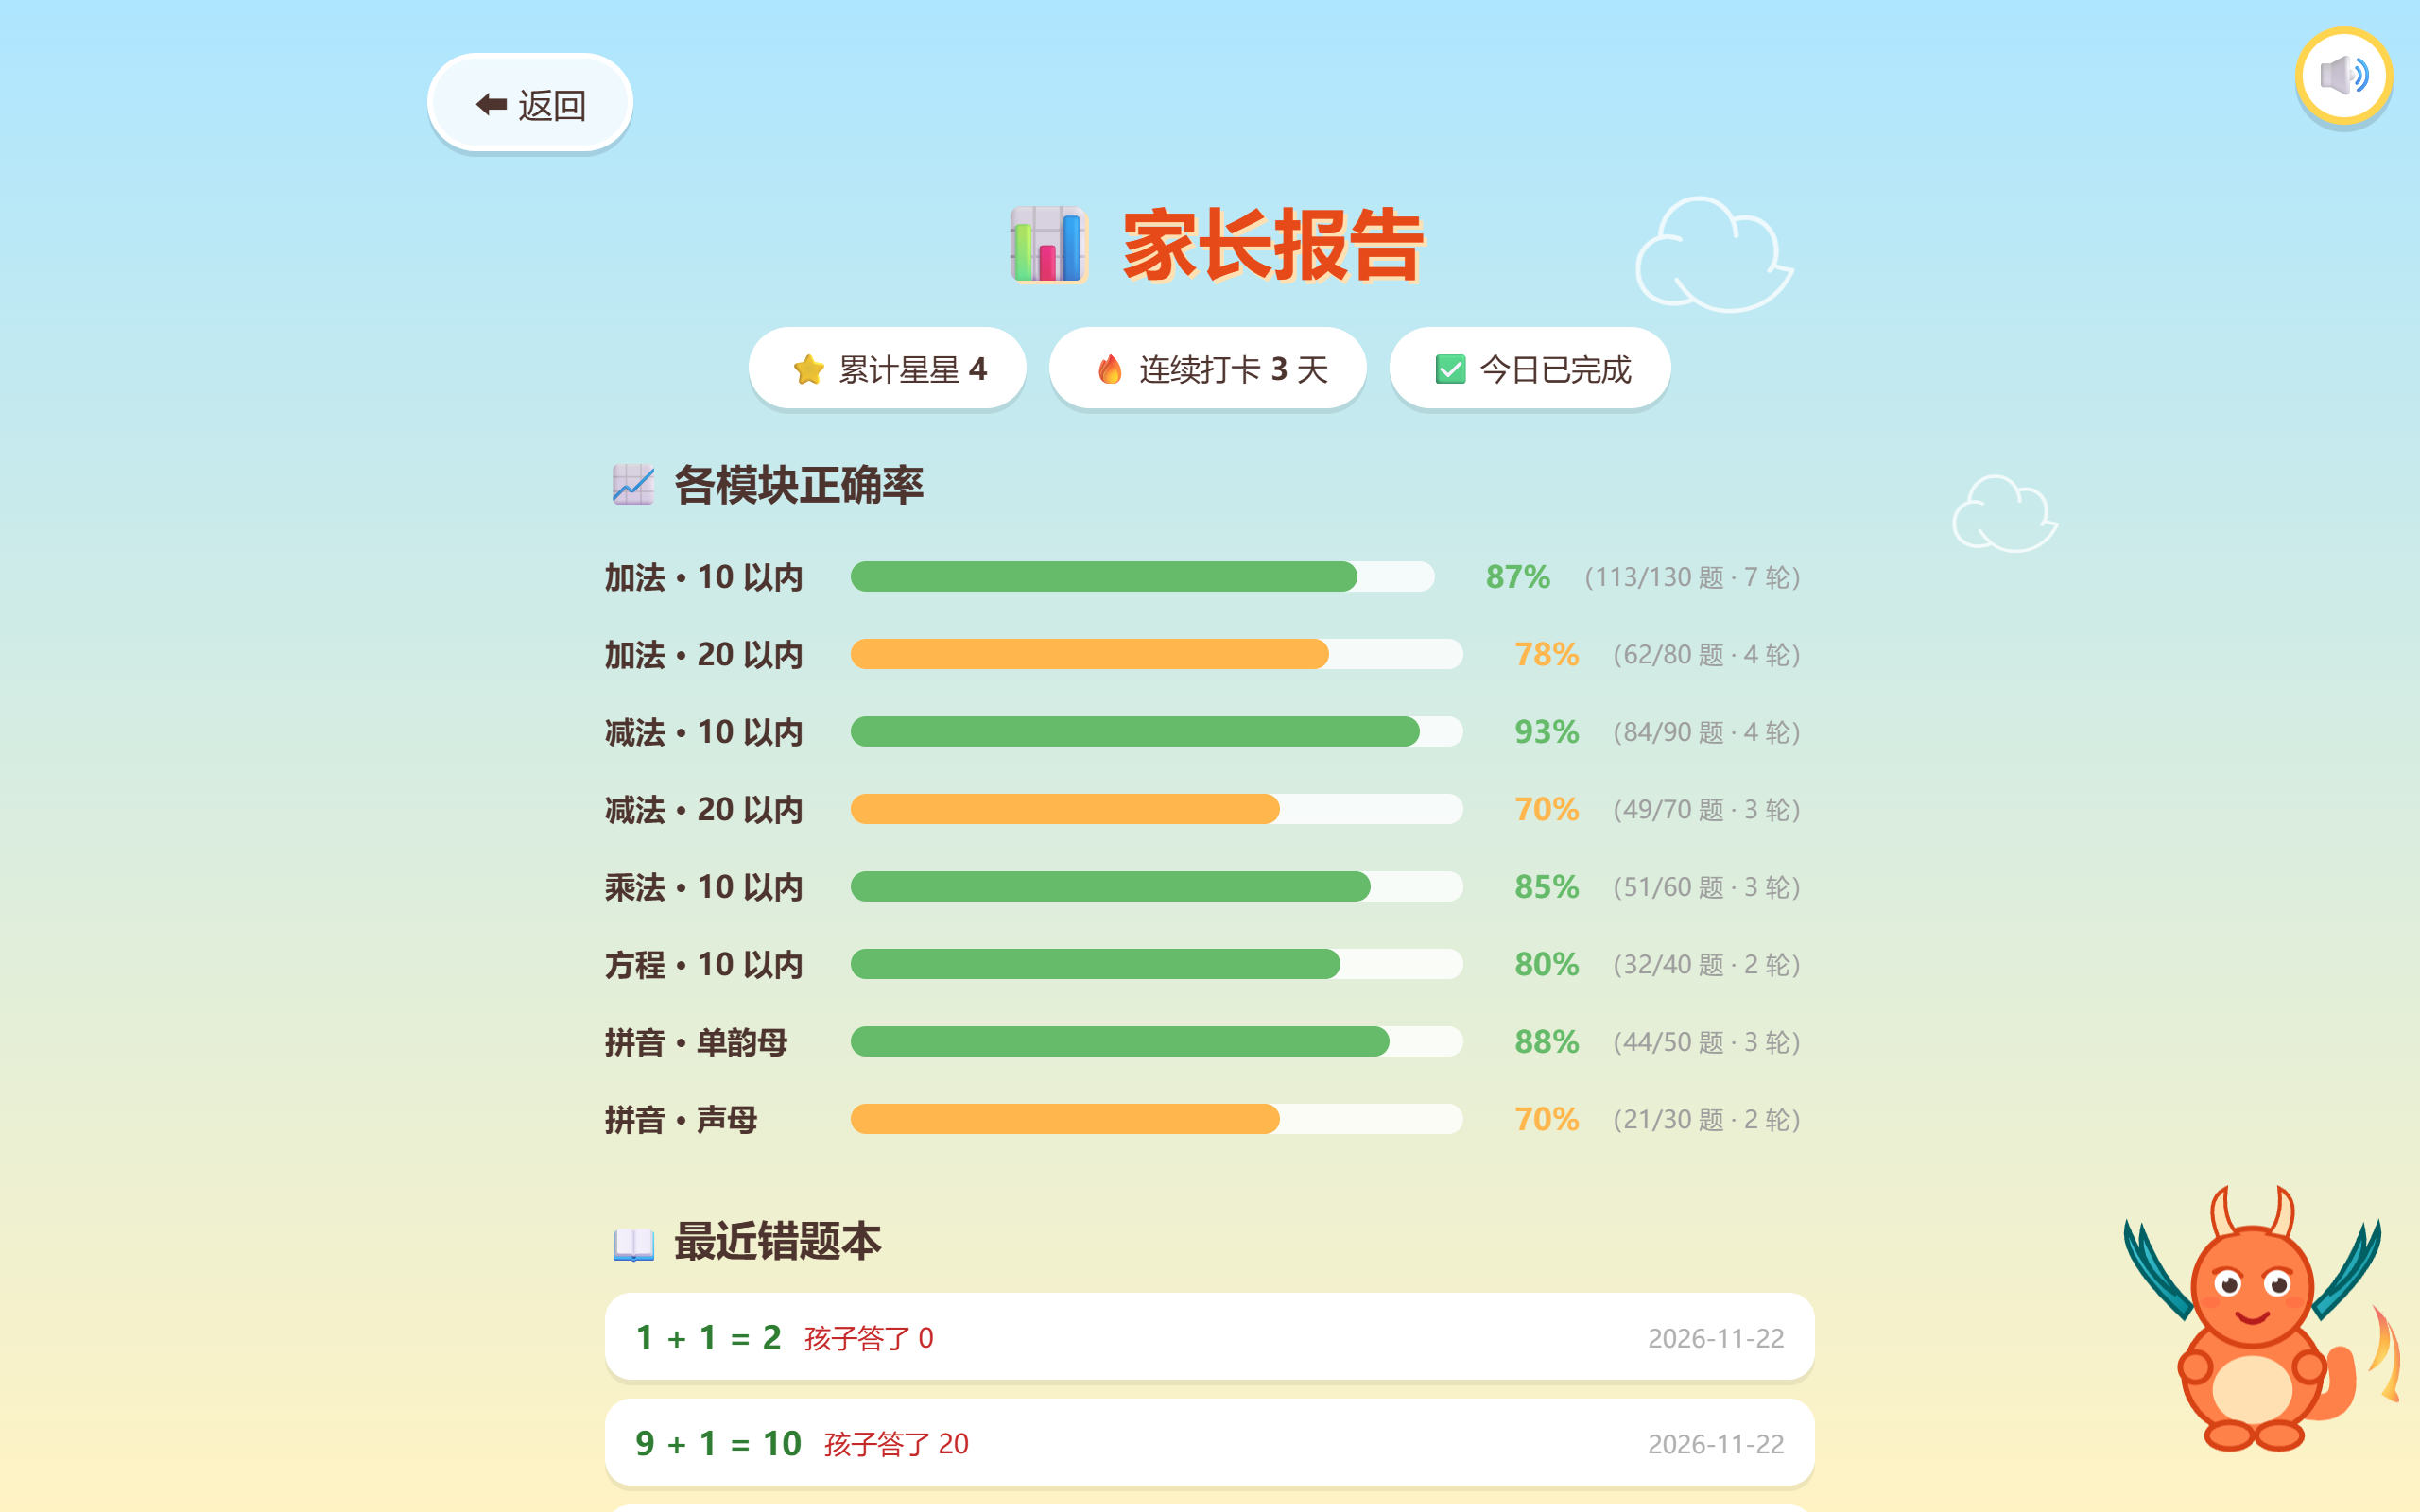 ⬅ 返回
📊 家长报告
⭐ 累计星星 4
🔥 连续打卡 3 天
✅ 今日已完成
📈 各模块正确率
加法 · 10 以内 87% (113/130 题 · 7 轮)
加法 · 20 以内 78% (62/80 题 · 4 轮)
减法 · 10 以内 93% (84/90 题 · 4 轮)
减法 · 20 以内 70% (49/70 题 · 3 轮)
乘法 · 10 以内 85% (51/60 题 · 3 轮)
方程 · 10 以内 80% (32/40 题 · 2 轮)
拼音 · 单韵母 88% (44/50 题 · 3 轮)
拼音 · 声母 70% (21/30 题 · 2 轮)
📖 最近错题本
1 + 1 = 2 孩子答了 0 2026-11-22
9 + 1 = 10 孩子答了 20 2026-11-22